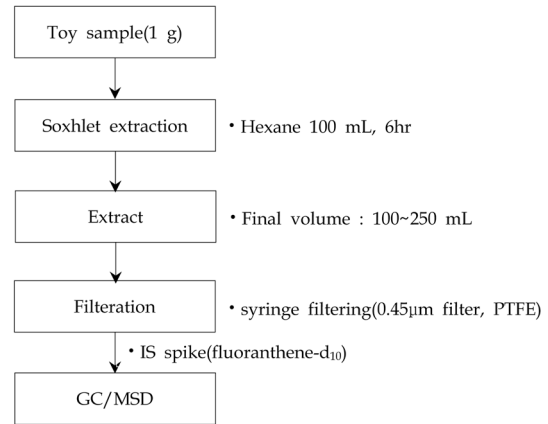 Toy sample(1 g)
Soxhlet extraction
• Hexane 100 mL, 6hr
Extract
• Final volume : 100~250 mL
Filteration
• syringe filtering(0.45μm filter, PTFE)
• IS spike(fluoranthene-d₁₀)
GC/MSD